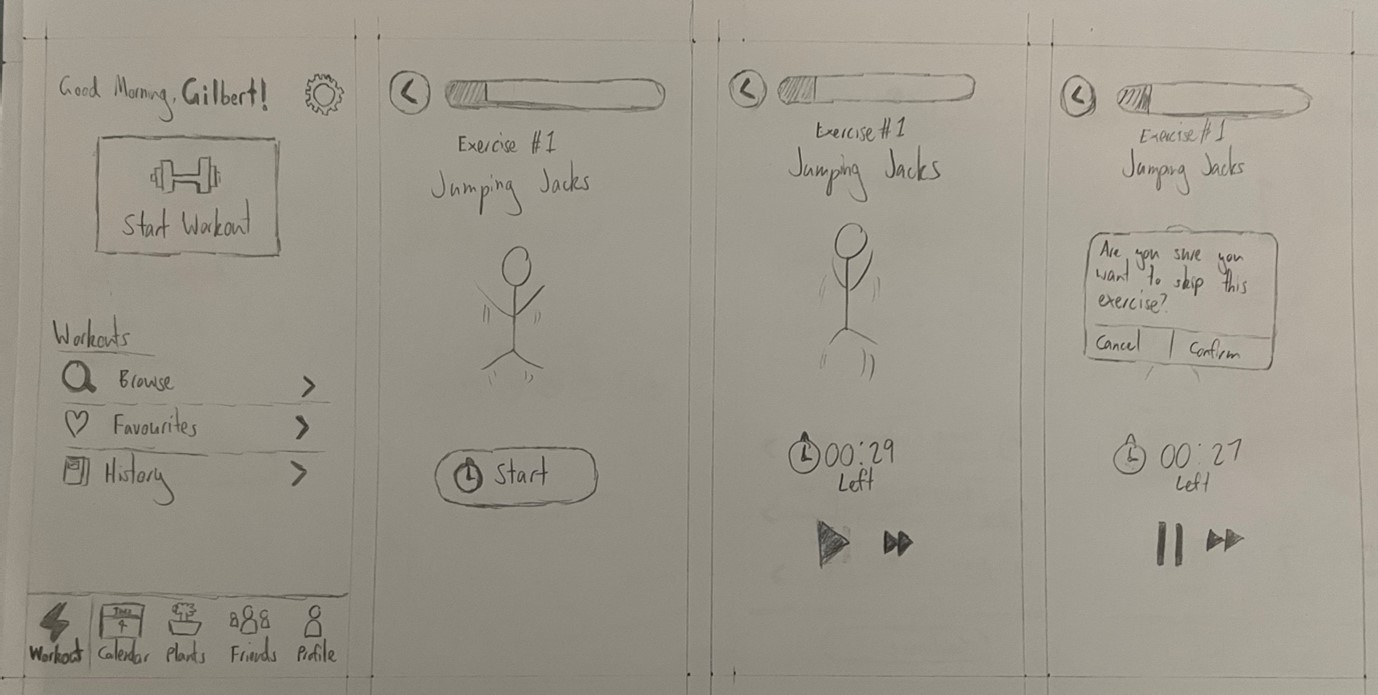 Good Morning, Gilbert!
Start Workout
Workouts
Browse
Favourites
History
Workout
THU
4
Calendar
Plants
Friends
Profile
Exercise #1
Jumping Jacks
Start
Exercise #1
Jumping Jacks
00:29
Left
Exercise #1
Jumping Jacks
Are you sure you
want to skip this
exercise?
Cancel
Confirm
00:27
Left